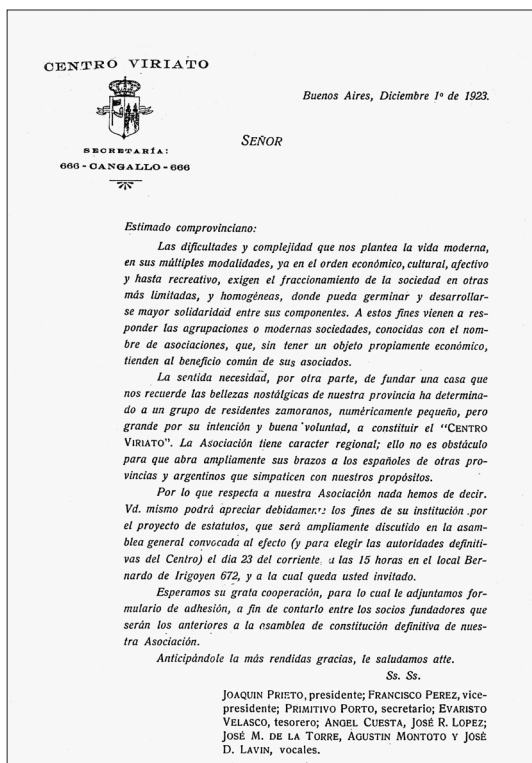 CENTRO VIRIATO
SECRETARÍA:
666 - CANGALLO - 666
Buenos Aires, Diciembre 1º de 1923.
SEÑOR
Estimado comprovinciano:
Las dificultades y complejidad que nos plantea la vida moderna,
en sus múltiples modalidades, ya en el orden económico, cultural, afectivo
y hasta recreativo, exigen el fraccionamiento de la sociedad en otras
más limitadas, y homogéneas, donde pueda germinar y desarrollar-
se mayor solidaridad entre sus componentes. A estos fines vienen a res-
ponder las agrupaciones o modernas sociedades, conocidas con el nom-
bre de asociaciones, que, sin tener un objeto propiamente económico,
tienden al beneficio común de sus asociados.
La sentida necesidad, por otra parte, de fundar una casa que
nos recuerde las bellezas nostálgicas de nuestra provincia ha determina-
do a un grupo de residentes zamoranos, numéricamente pequeño, pero
grande por su intención y buena voluntad, a constituir el "CENTRO
VIRIATO". La Asociación tiene caracter regional; ello no es obstáculo
para que abra ampliamente sus brazos a los españoles de otras pro-
vincias y argentinos que simpaticen con nuestros propósitos.
Por lo que respecta a nuestra Asociación nada hemos de decir.
Vd. mismo podrá apreciar debidamente los fines de su institución por
el proyecto de estatutos, que será ampliamente discutido en la asam-
blea general convocada al efecto (y para elegir las autoridades definiti-
vas del Centro) el dia 23 del corriente a las 15 horas en el local Ber-
nardo de Irigoyen 672, y a la cual queda usted invitado.
Esperamos su grata cooperación, para lo cual le adjuntamos for-
mulario de adhesión, a fin de contarlo entre los socios fundadores que
serán los anteriores a la asamblea de constitución definitiva de nues-
tra Asociación.
Anticipándole la más rendidas gracias, le saludamos atte.
Ss. Ss.
JOAQUIN PRIETO, presidente; FRANCISCO PEREZ, vice-
presidente; PRIMITIVO PORTO, secretario; EVARISTO
VELASCO, tesorero; ANGEL CUESTA, JOSÉ R. LOPEZ;
JOSÉ M. DE LA TORRE, AGUSTIN MONTOTO Y JOSÉ
D. LAVIN, vocales.